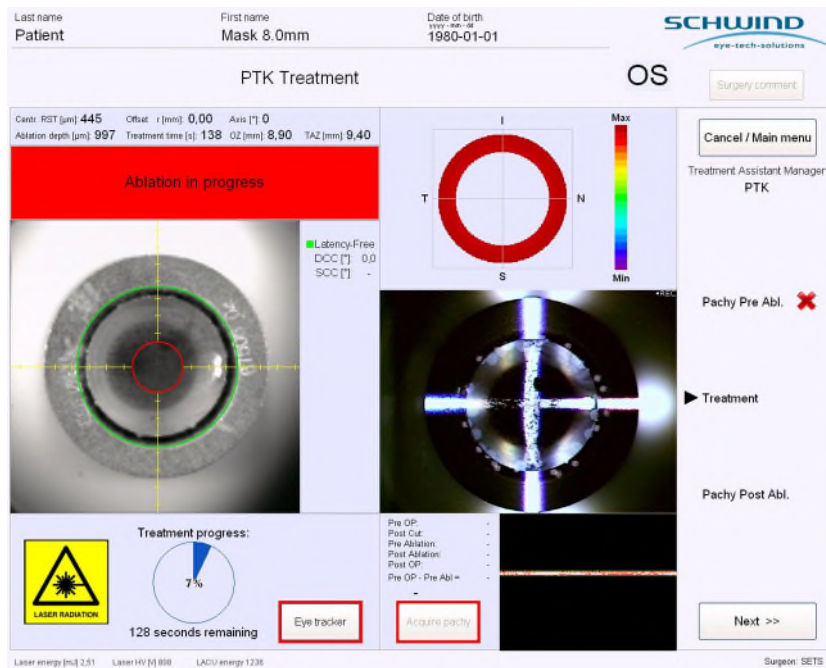 Last name
First name
Date of birth
yyyy - mm - dd
Patient
Mask 8.0mm
1980-01-01
SCHWIND
eye-tech-solutions
PTK Treatment
OS
Surgery comment
Centr. RST [µm] 445 Offset r [mm] 0,00 Axis [°] 0
Ablation depth [µm] 997 Treatment time [s] 138 OZ [mm] 8,90 TAZ [mm] 9,40
Ablation in progress
Latency-Free
DCC [°] 0,0
SCC [°] -
I
T
N
S
Max
Min
•REC
Cancel / Main menu
Treatment Assistant Manager
PTK
Pachy Pre Abl.
Treatment
Pachy Post Abl.
Next >>
LASER RADIATION
Treatment progress:
7%
128 seconds remaining
Eye tracker
Pre OP: -
Post Cut: -
Pre Ablation: -
Post Ablation: -
Post OP: -
Pre OP - Pre Abl = -
-
Acquire pachy
Laser energy [mJ] 2,51 Laser HV [V] LACU energy 1236
Surgeon: SETS